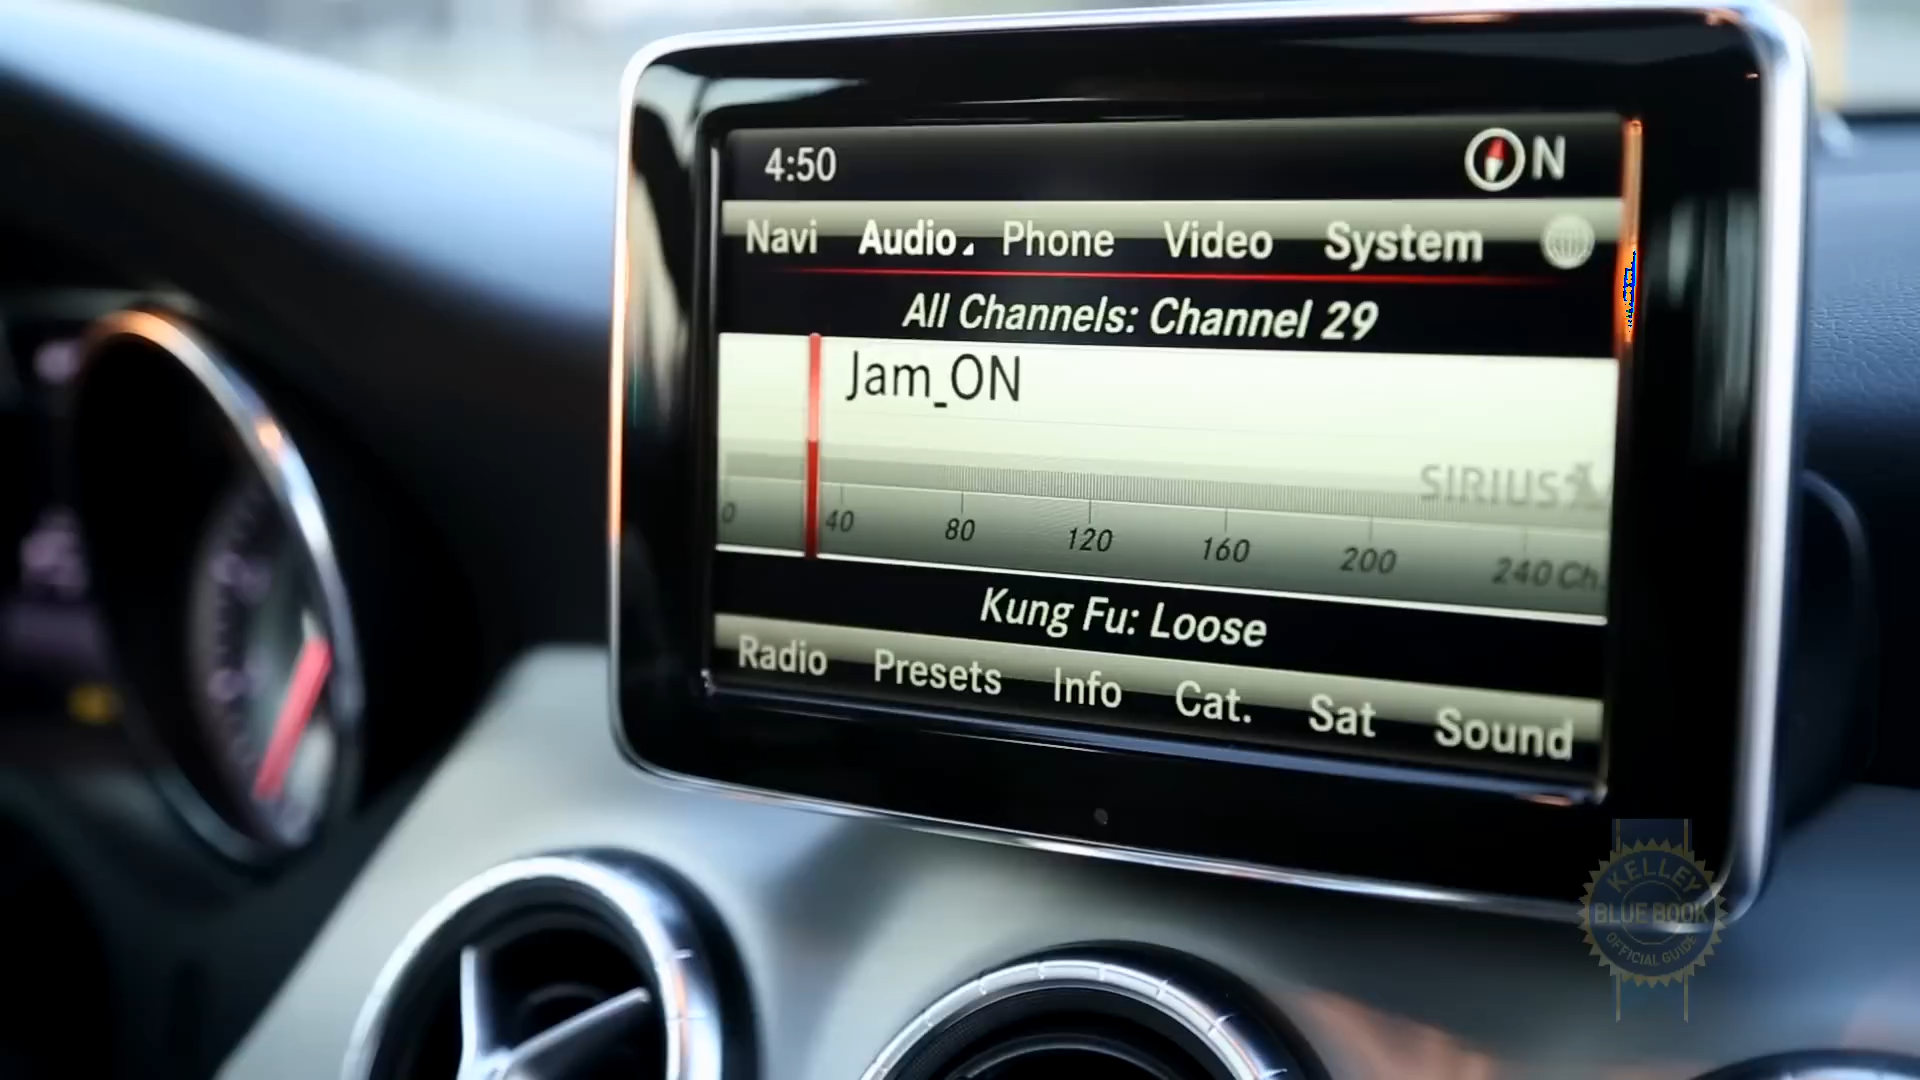 4:50
N
Navi Audio Phone Video System
All Channels: Channel 29
Jam_ON
SIRIUS
0 40 80 120 160 200 240 Ch.
Kung Fu: Loose
Radio Presets Info Cat. Sat Sound
KELLEY
BLUE BOOK
OFFICIAL GUIDE